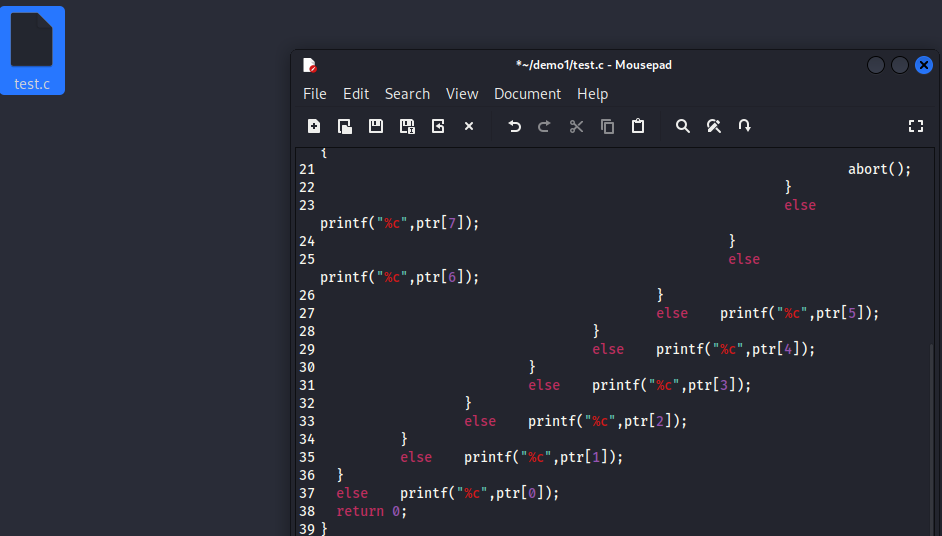 test.c
*~/demo1/test.c - Mousepad
File Edit Search View Document Help
{
21 abort();
22 }
23 else
printf("%c",ptr[7]);
24 }
25 else
printf("%c",ptr[6]);
26 }
27 else printf("%c",ptr[5]);
28 }
29 else printf("%c",ptr[4]);
30 }
31 else printf("%c",ptr[3]);
32 }
33 else printf("%c",ptr[2]);
34 }
35 else printf("%c",ptr[1]);
36 }
37 else printf("%c",ptr[0]);
38 return 0;
39 }